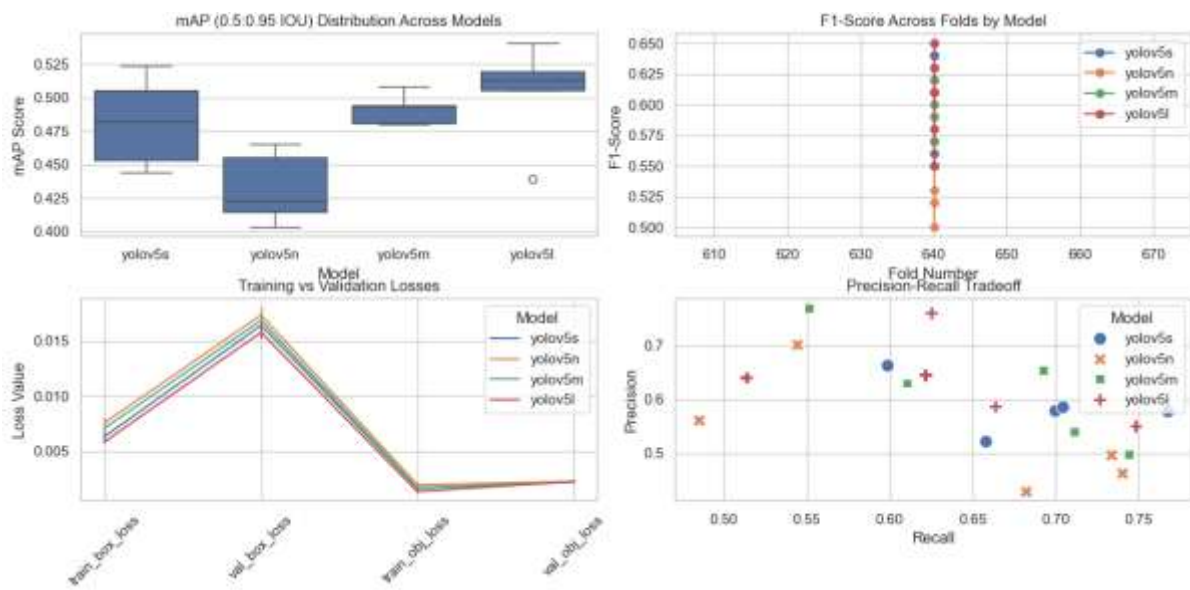 mAP (0.5:0.95 IOU) Distribution Across Models
mAP Score
0.525
0.500
0.475
0.450
0.425
0.400
yolov5s
yolov5n
yolov5m
yolov5l
Model
F1-Score Across Folds by Model
F1-Score
0.650
0.625
0.600
0.575
0.550
0.525
0.500
yolov5s
yolov5n
yolov5m
yolov5l
610
620
630
640
650
660
670
Fold Number
Training vs Validation Losses
Loss Value
0.015
0.010
0.005
Model
yolov5s
yolov5n
yolov5m
yolov5l
train_box_loss
val_box_loss
train_obj_loss
val_obj_loss
Precision-Recall Tradeoff
Precision
0.7
0.6
0.5
Model
yolov5s
yolov5n
yolov5m
yolov5l
0.50
0.55
0.60
0.65
0.70
0.75
Recall